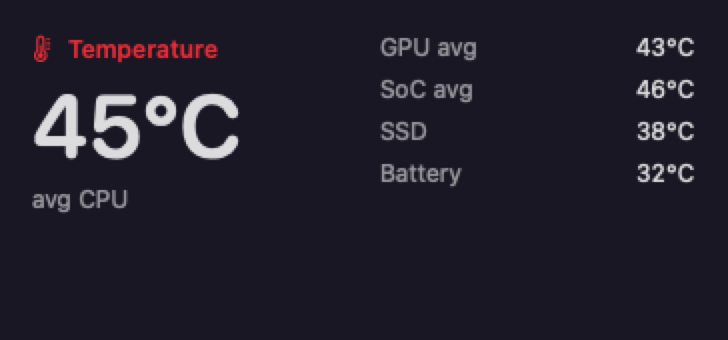 Temperature
45°C
avg CPU
GPU avg 43°C
SoC avg 46°C
SSD 38°C
Battery 32°C